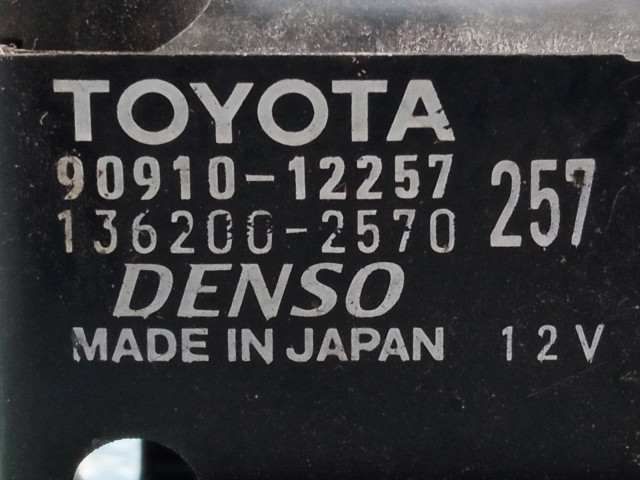 TOYOTA
90910-12257
136200-2570
257
DENSO
MADE IN JAPAN 12V